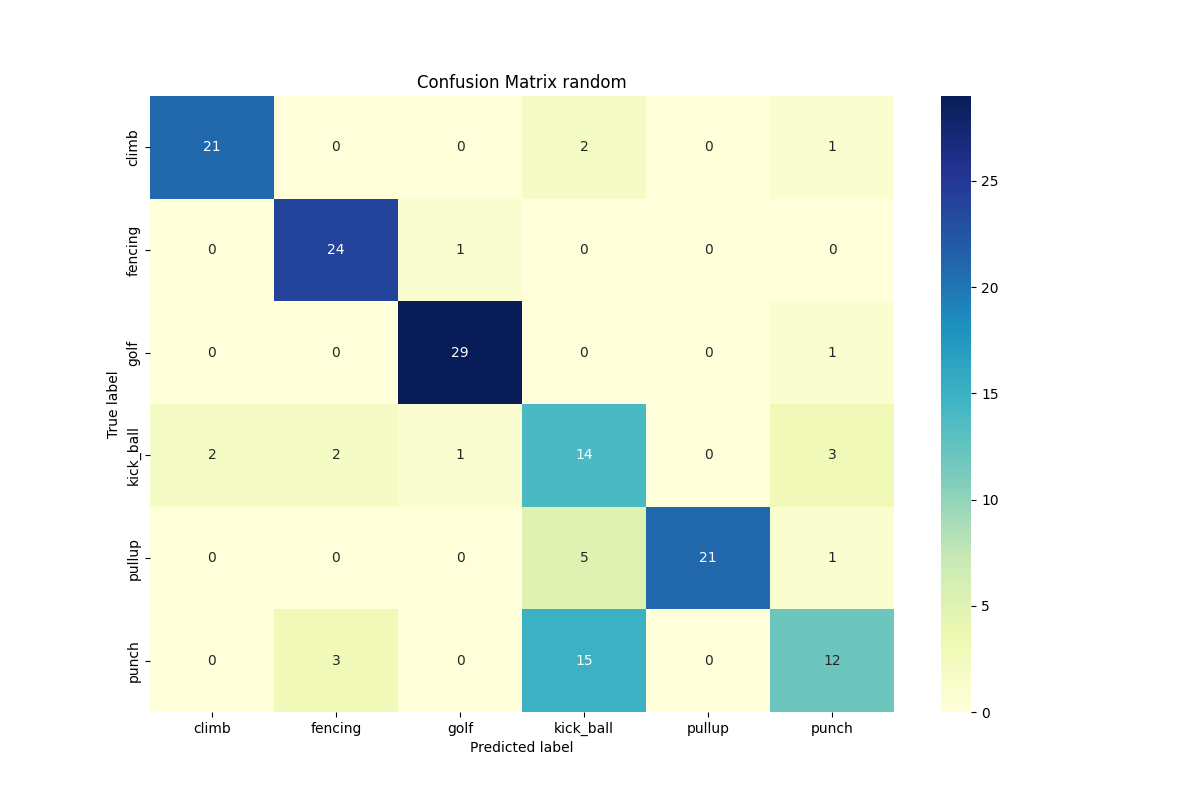 Confusion Matrix random
climb 21 0 0 2 0 1
fencing 0 24 1 0 0 0
golf 0 0 29 0 0 1
kick_ball 2 2 1 14 0 3
pullup 0 0 0 5 21 1
punch 0 3 0 15 0 12
True label
climb fencing golf kick_ball pullup punch
Predicted label
25
20
15
10
5
0